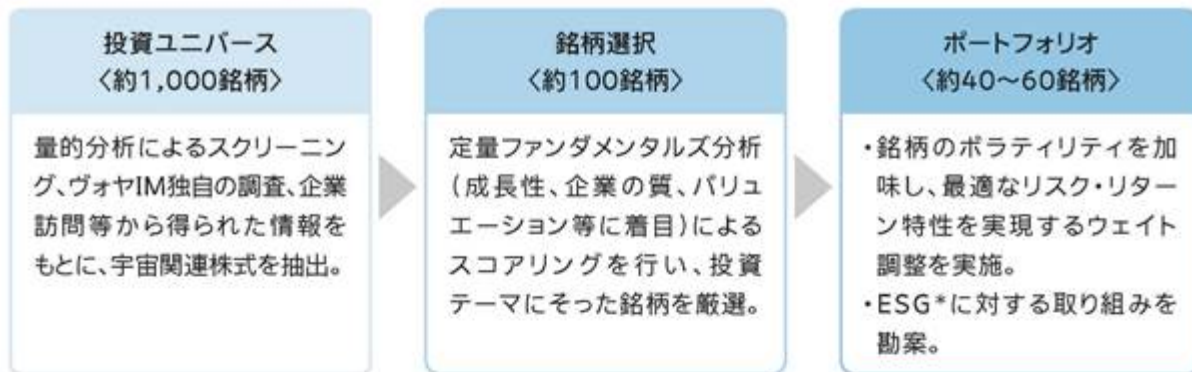 投資ユニバース
〈約1,000銘柄〉
量的分析によるスクリーニン
グ、ヴォヤIM独自の調査、企業
訪問等から得られた情報を
もとに、宇宙関連株式を抽出。
銘柄選択
〈約100銘柄〉
定量ファンダメンタルズ分析
(成長性、企業の質、バリュ
エーション等に着目)による
スコアリングを行い、投資
テーマにそった銘柄を厳選。
ポートフォリオ
〈約40～60銘柄〉
・銘柄のボラティリティを加
味し、最適なリスク・リター
ン特性を実現するウェイト
調整を実施。
・ESG*に対する取り組みを
勘案。